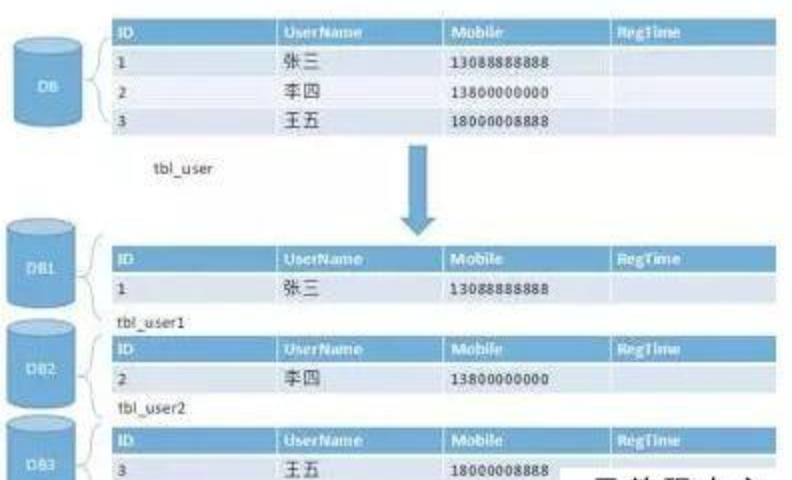 ID UserName Mobile RegTime
DB
1 张三 13088888888
2 李四 13800000000
3 王五 18000008888
tbl_user
ID UserName Mobile RegTime
DB1
1 张三 13088888888
tbl_user1
ID UserName Mobile RegTime
DB2
2 李四 13800000000
tbl_user2
ID UserName Mobile RegTime
DB3
3 王五 18000008888